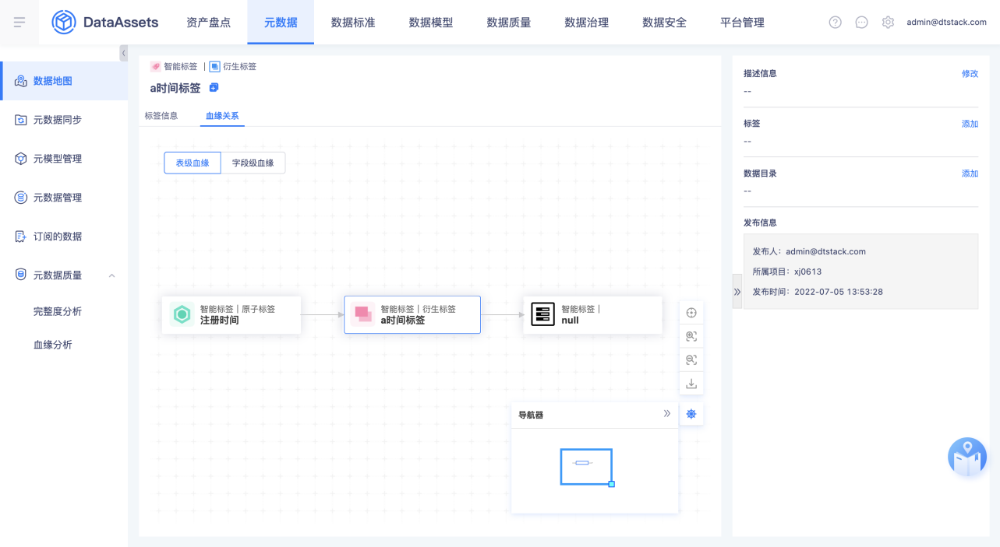 DataAssets
资产盘点
元数据
数据标准
数据模型
数据质量
数据治理
数据安全
平台管理
admin@dtstack.com
数据地图
元数据同步
元模型管理
元数据管理
订阅的数据
元数据质量
完整度分析
血缘分析
智能标签 | 衍生标签
a时间标签
标签信息
血缘关系
表级血缘
字段级血缘
智能标签 | 原子标签
注册时间
智能标签 | 衍生标签
a时间标签
智能标签 |
null
导航器
描述信息
修改
--
标签
添加
--
数据目录
添加
--
发布信息
发布人：admin@dtstack.com
所属项目：xj0613
发布时间：2022-07-05 13:53:28